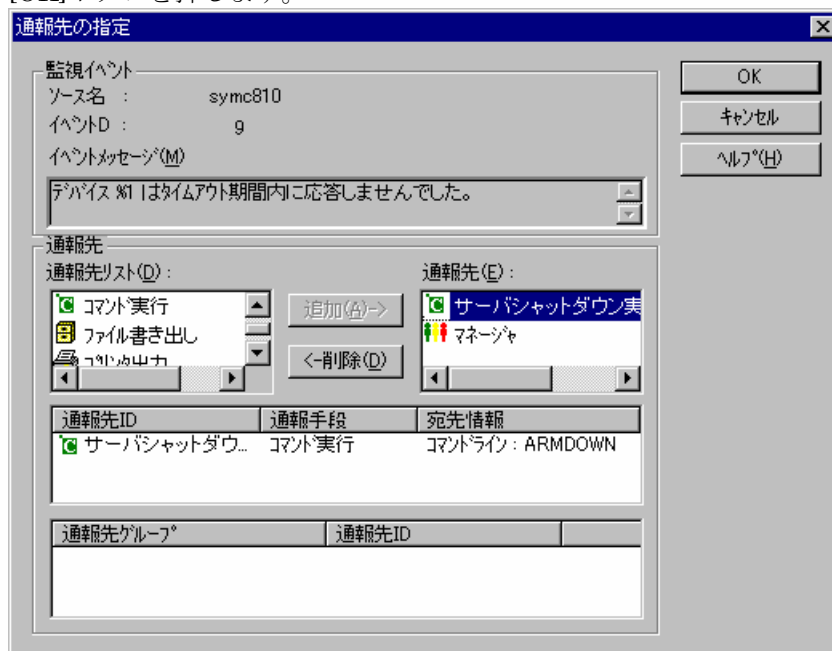 通報先の指定
監視イベント
ソース名 : symc810
イベントID : 9
イベントメッセージ(M)
デバイス %1 はタイムアウト期間内に応答しませんでした。
OK
キャンセル
ヘルプ(H)
通報先
通報先リスト(D) :
コマンド実行
ファイル書き出し
プリンタ出力
追加(A)->
<-削除(D)
通報先(E) :
サーバシャットダウン実
マネージャ
通報先ID 通報手段 宛先情報
サーバシャットダウ... コマンド実行 コマンドライン : ARMDOWN
通報先グループ 通報先ID